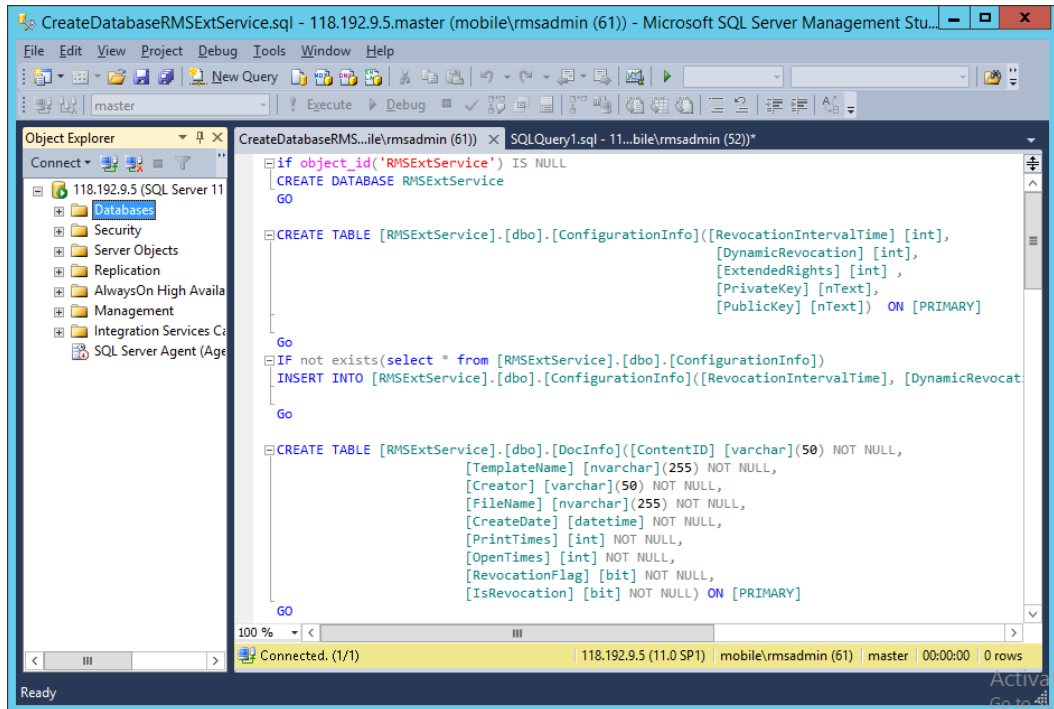 CreateDatabaseRMSExtService.sql - 118.192.9.5.master (mobile\rmsadmin (61)) - Microsoft SQL Server Management Stu...
File Edit View Project Debug Tools Window Help
New Query
master Execute Debug
Object Explorer
Connect
118.192.9.5 (SQL Server 11
Databases
Security
Server Objects
Replication
AlwaysOn High Availa
Management
Integration Services Ca
SQL Server Agent (Age
CreateDatabaseRMS...ile\rmsadmin (61)) SQLQuery1.sql - 11...bile\rmsadmin (52))*
if object_id('RMSExtService') IS NULL
CREATE DATABASE RMSExtService
GO
CREATE TABLE [RMSExtService].[dbo].[ConfigurationInfo]([RevocationIntervalTime] [int],
[DynamicRevocation] [int],
[ExtendedRights] [int] ,
[PrivateKey] [nText],
[PublicKey] [nText]) ON [PRIMARY]
Go
IF not exists(select * from [RMSExtService].[dbo].[ConfigurationInfo])
INSERT INTO [RMSExtService].[dbo].[ConfigurationInfo]([RevocationIntervalTime], [DynamicRevocat
Go
CREATE TABLE [RMSExtService].[dbo].[DocInfo]([ContentID] [varchar](50) NOT NULL,
[TemplateName] [nvarchar](255) NOT NULL,
[Creator] [varchar](50) NOT NULL,
[FileName] [nvarchar](255) NOT NULL,
[CreateDate] [datetime] NOT NULL,
[PrintTimes] [int] NOT NULL,
[OpenTimes] [int] NOT NULL,
[RevocationFlag] [bit] NOT NULL,
[IsRevocation] [bit] NOT NULL) ON [PRIMARY]
GO
100 %
Connected. (1/1) 118.192.9.5 (11.0 SP1) mobile\rmsadmin (61) master 00:00:00 0 rows
Activa
Go to
Ready